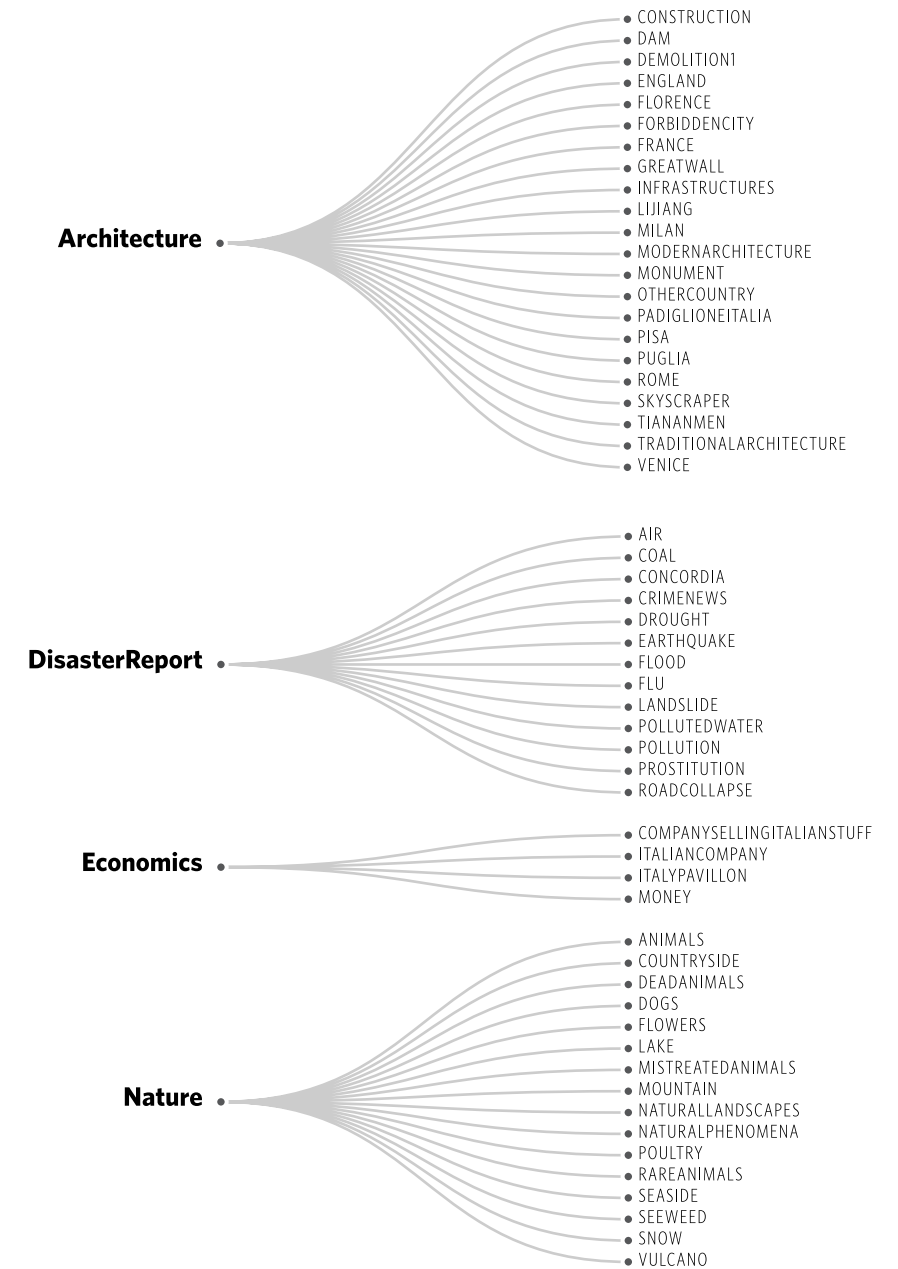 Architecture
CONSTRUCTION
DAM
DEMOLITION1
ENGLAND
FLORENCE
FORBIDDENCITY
FRANCE
GREATWALL
INFRASTRUCTURES
LIJIANG
MILAN
MODERNARCHITECTURE
MONUMENT
OTHERCOUNTRY
PADIGLIONEITALIA
PISA
PUGLIA
ROME
SKYSCRAPER
TIANANMEN
TRADITIONALARCHITECTURE
VENICE
DisasterReport
AIR
COAL
CONCORDIA
CRIMENEWS
DROUGHT
EARTHQUAKE
FLOOD
FLU
LANDSLIDE
POLLUTEDWATER
POLLUTION
PROSTITUTION
ROADCOLLAPSE
Economics
COMPANYSELLINGITALIANSTUFF
ITALIANCOMPANY
ITALYPAVILLON
MONEY
Nature
ANIMALS
COUNTRYSIDE
DEADANIMALS
DOGS
FLOWERS
LAKE
MISTREATEDANIMALS
MOUNTAIN
NATURALLANDSCAPES
NATURALPHENOMENA
POULTRY
RAREANIMALS
SEASIDE
SEEWEED
SNOW
VULCANO